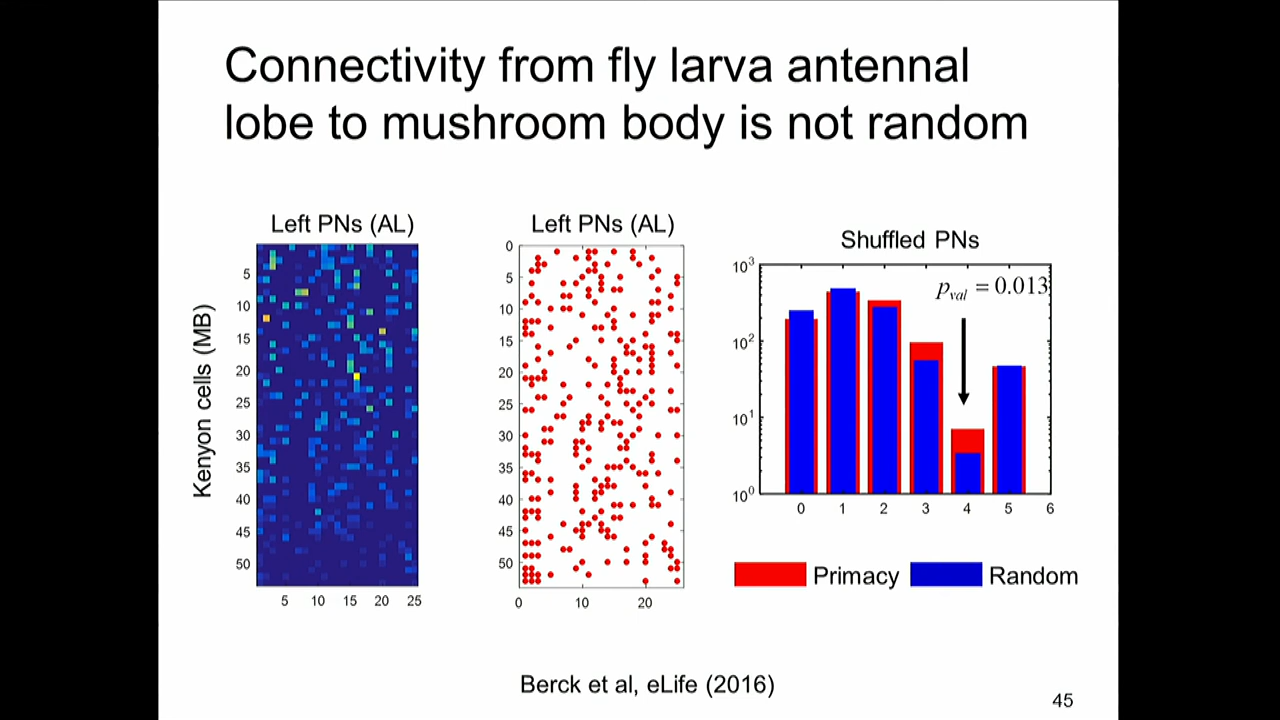 Connectivity from fly larva antennal
lobe to mushroom body is not random
Left PNs (AL)
Kenyon cells (MB)
5
10
15
20
25
30
35
40
45
50
5 10 15 20 25
Left PNs (AL)
0
5
10
15
20
25
30
35
40
45
50
0 10 20
Shuffled PNs
10³
10²
10¹
10⁰
p_val = 0.013
0 1 2 3 4 5 6
Primacy Random
Berck et al, eLife (2016)
45